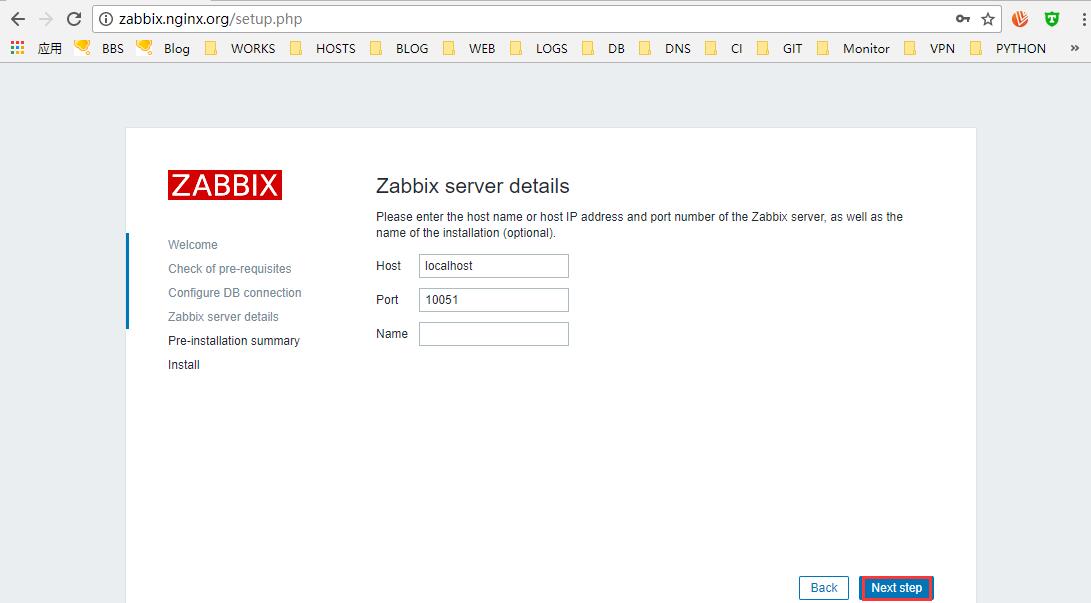 zabbix.nginx.org/setup.php
应用 BBS Blog WORKS HOSTS BLOG WEB LOGS DB DNS CI GIT Monitor VPN PYTHON »
ZABBIX
Welcome
Check of pre-requisites
Configure DB connection
Zabbix server details
Pre-installation summary
Install
Zabbix server details
Please enter the host name or host IP address and port number of the Zabbix server, as well as the
name of the installation (optional).
Host localhost
Port 10051
Name
Back Next step